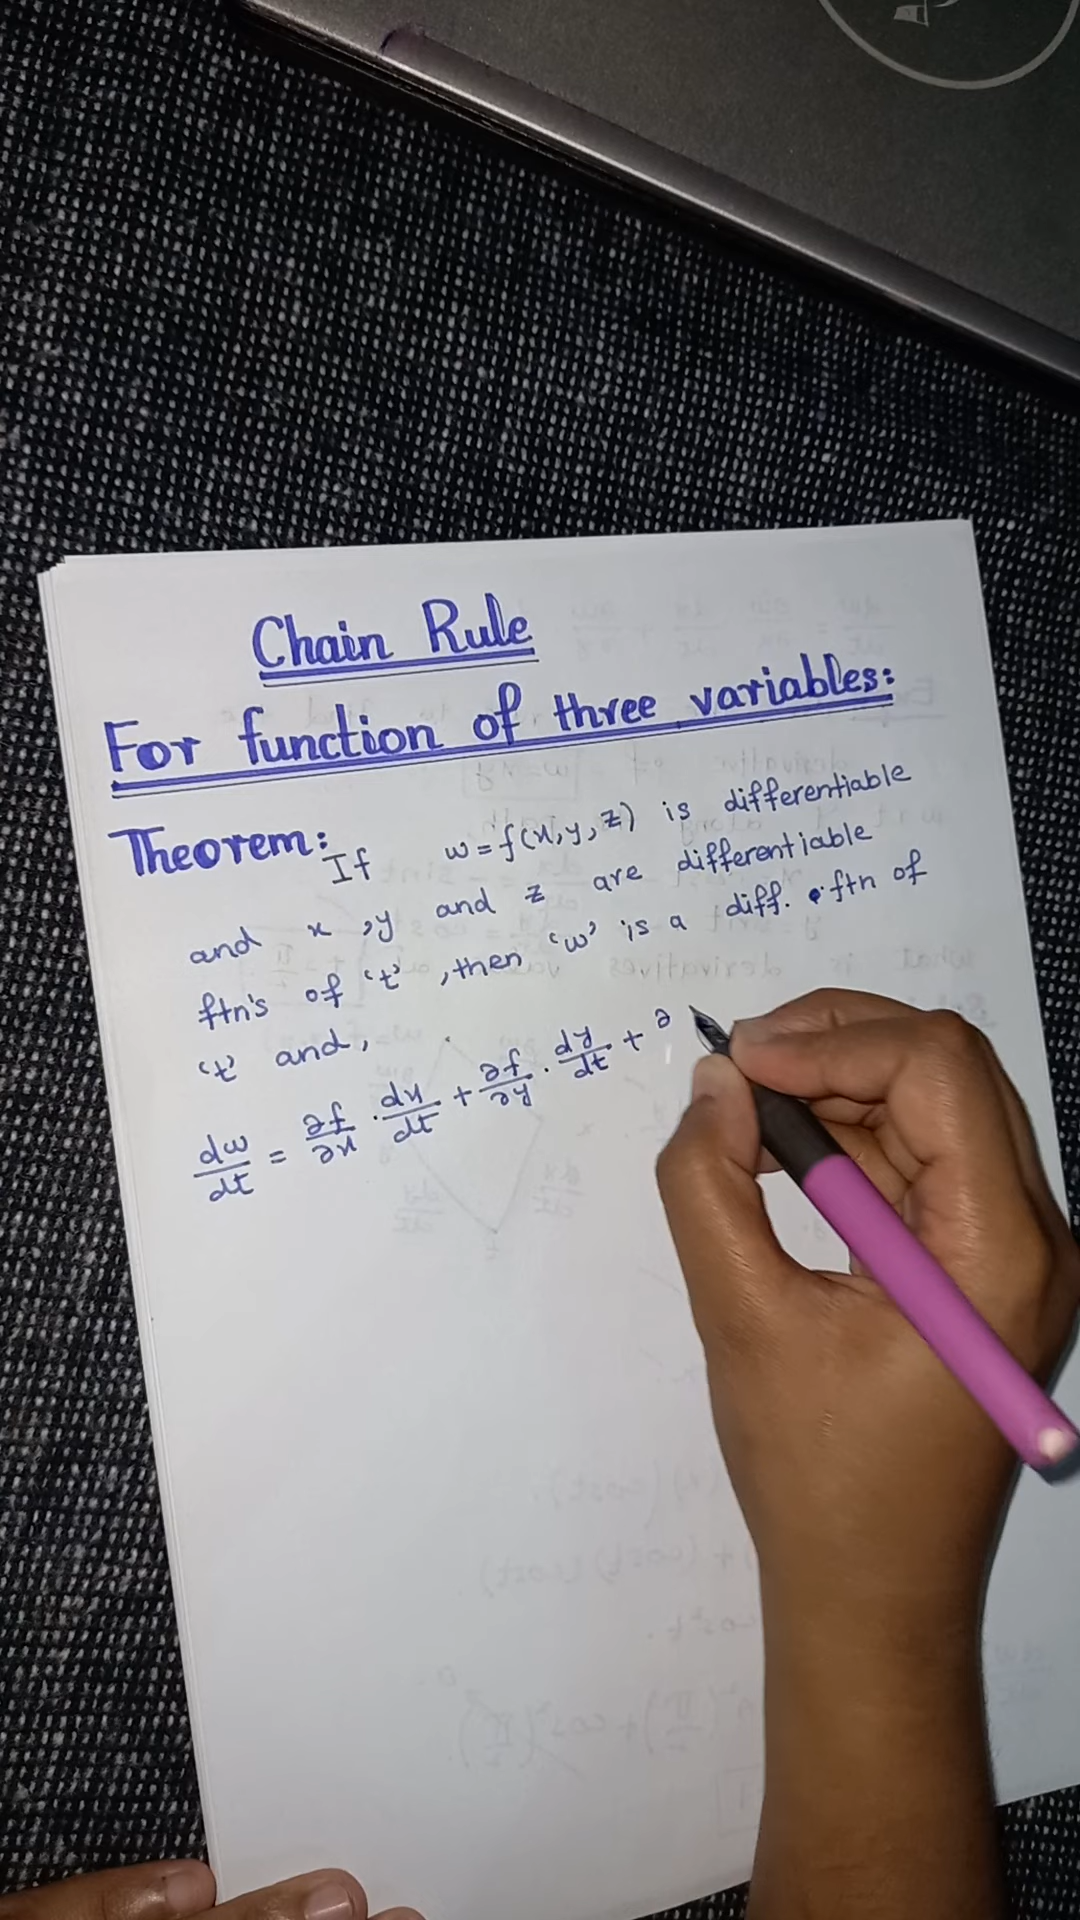 Chain Rule
For function of three variables:
Theorem: If w = f(x, y, z) is differentiable
and x, y and z are differentiable
ftn's of 't', then 'w' is a diff. ftn of
't' and,
dw/dt = ∂f/∂x · dx/dt + ∂f/∂y · dy/dt + ∂